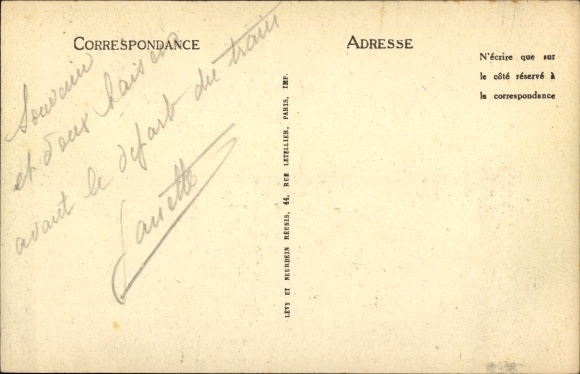 CORRESPONDANCE
ADRESSE
N'écrire que sur
le côté réservé à
la correspondance
Souvenir
et doux baisers
avant le départ du train
LÉVY ET NEURDEIN RÉUNIS, 44, RUE LETELLIER, PARIS, IMP.